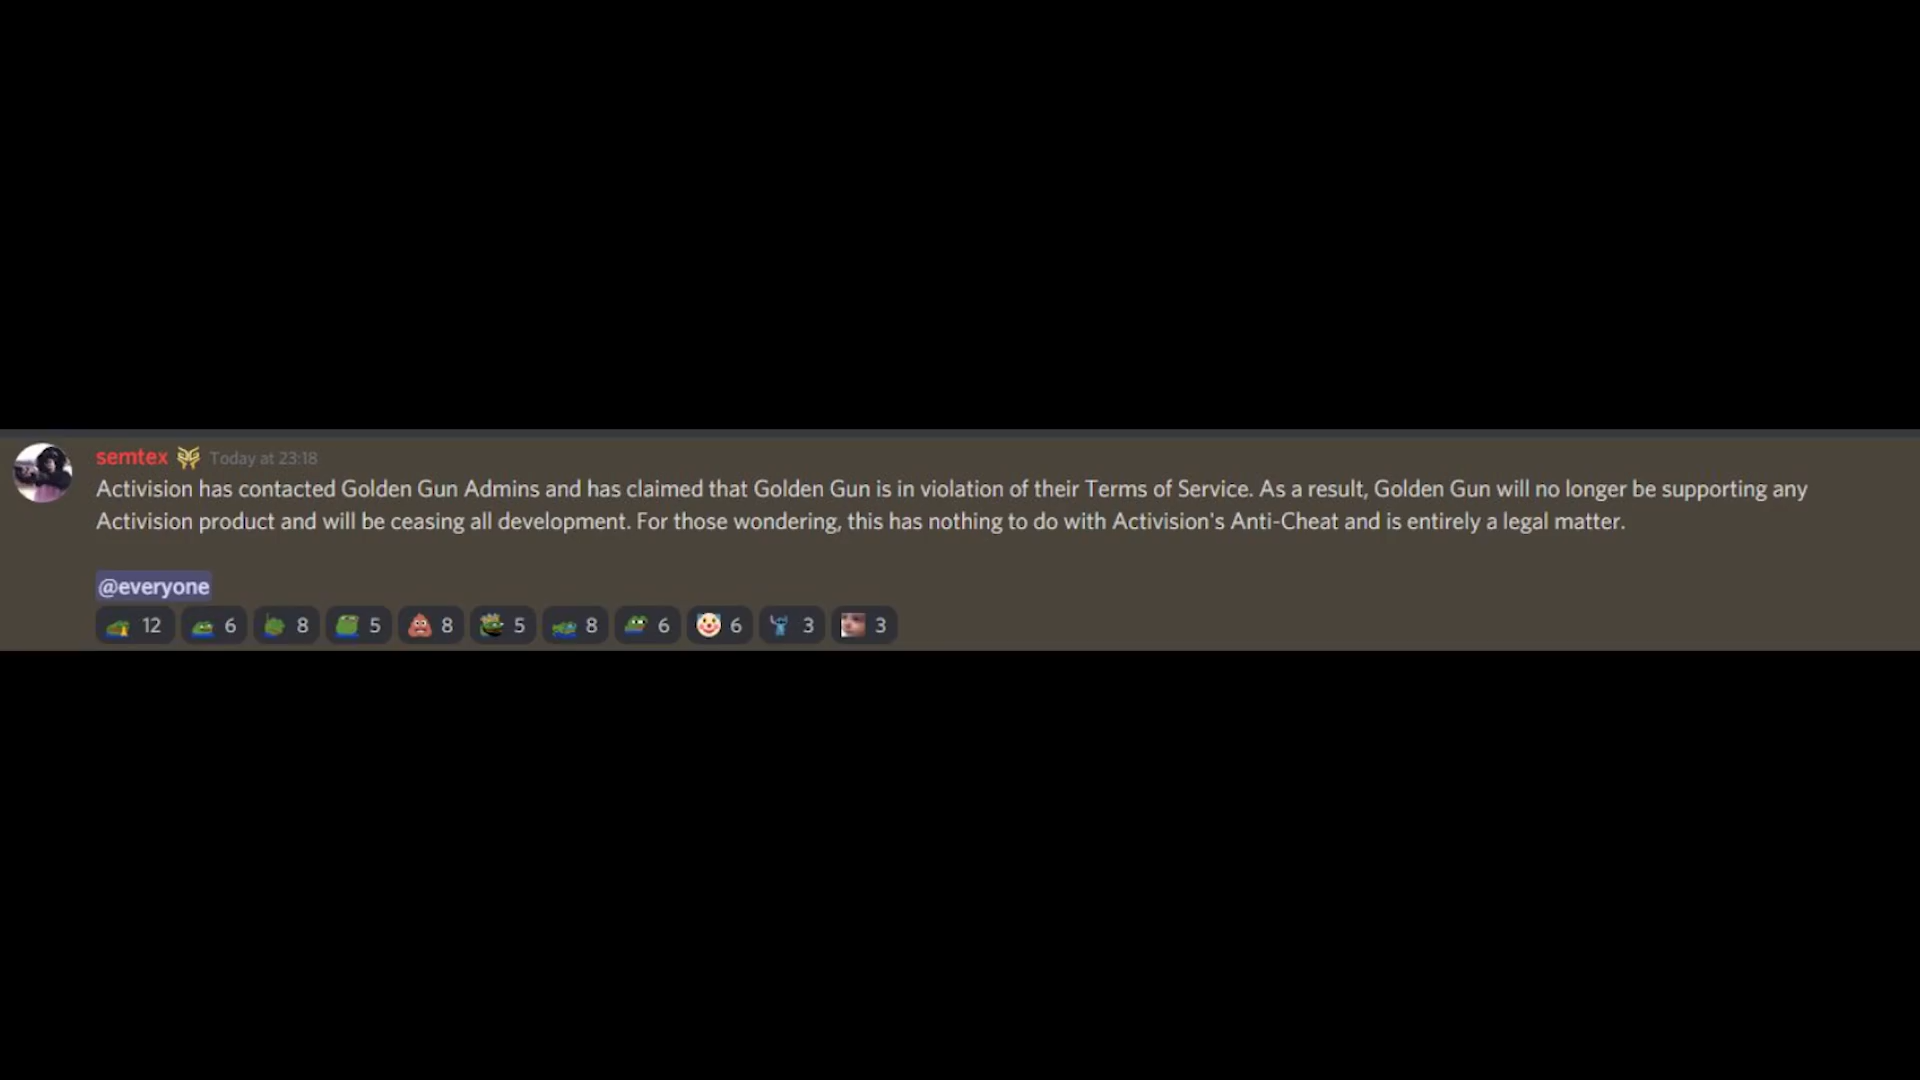 semtex Today at 23:18
Activision has contacted Golden Gun Admins and has claimed that Golden Gun is in violation of their Terms of Service. As a result, Golden Gun will no longer be supporting any
Activision product and will be ceasing all development. For those wondering, this has nothing to do with Activision's Anti-Cheat and is entirely a legal matter.
@everyone
12 6 8 5 8 5 8 6 6 3 3